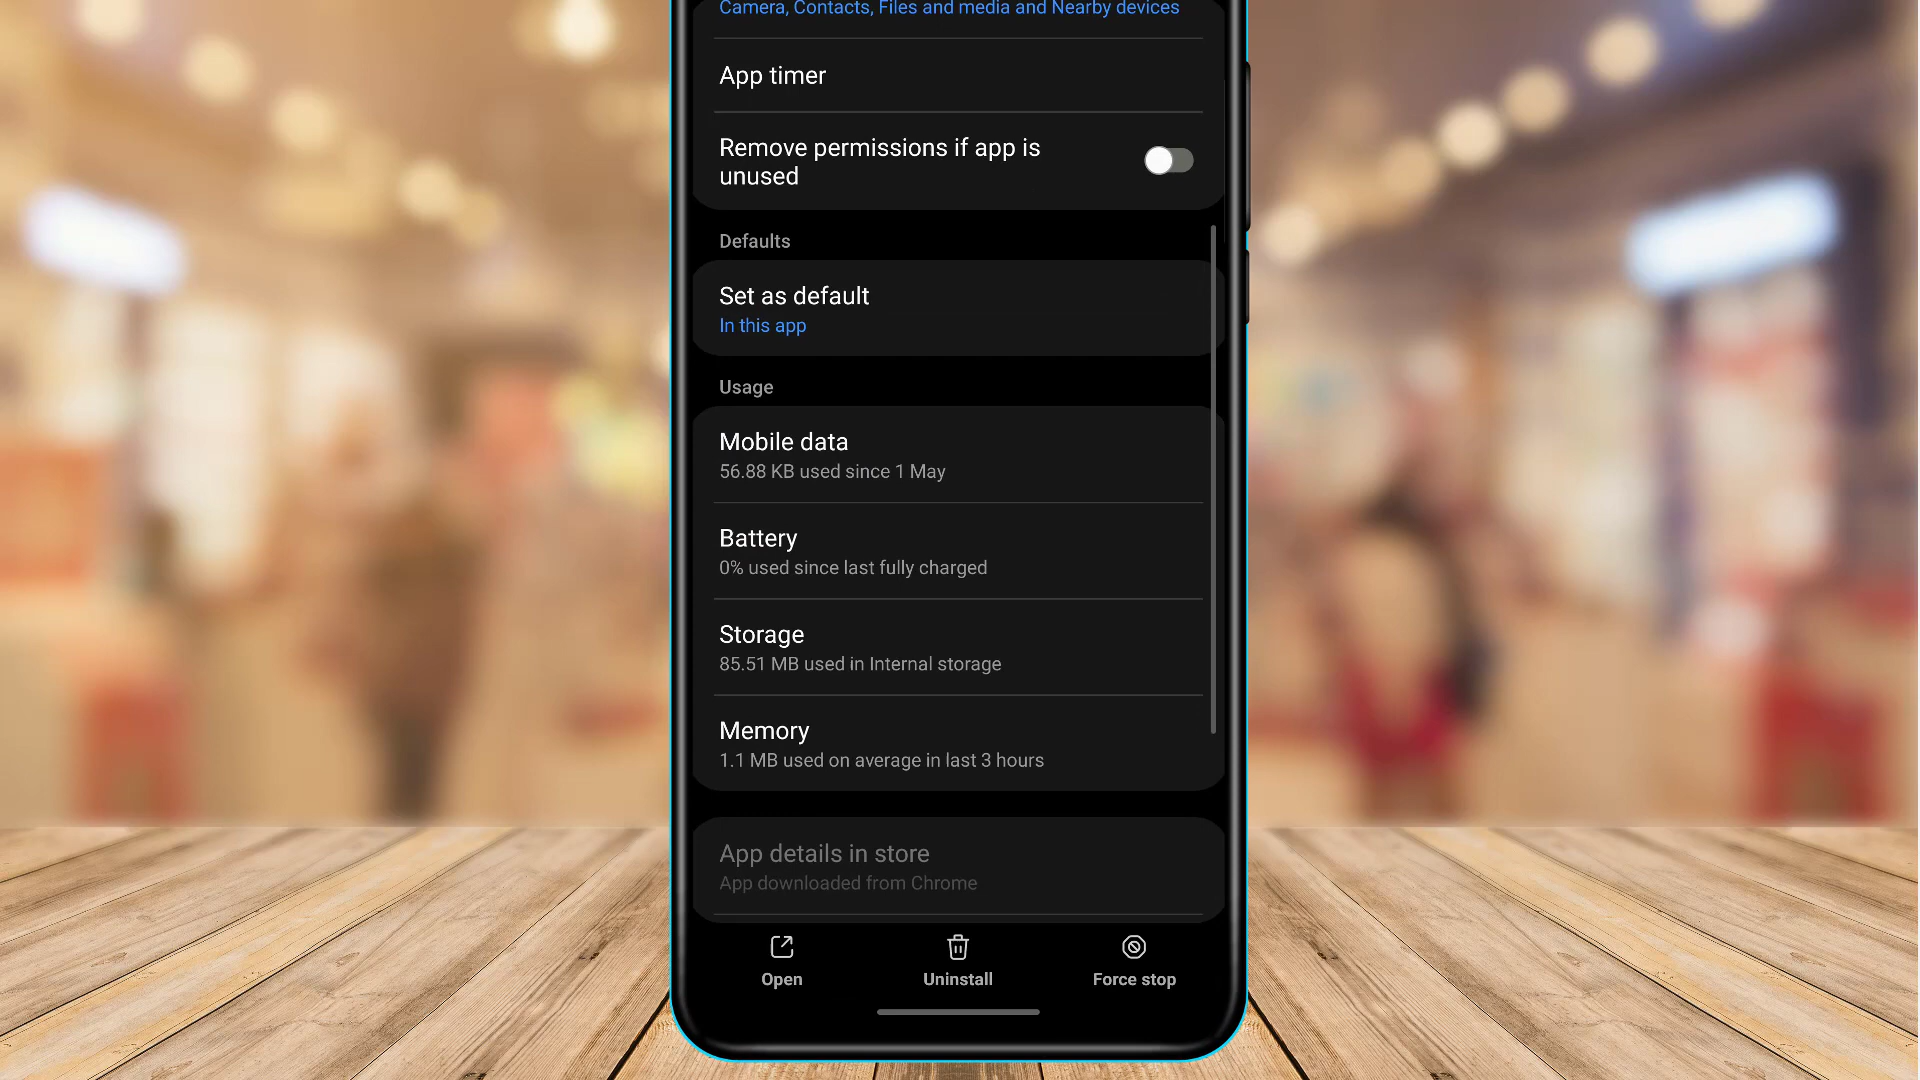 Camera, Contacts, Files and media and Nearby devices
App timer
Remove permissions if app is
unused
Defaults
Set as default
In this app
Usage
Mobile data
56.88 KB used since 1 May
Battery
0% used since last fully charged
Storage
85.51 MB used in Internal storage
Memory
1.1 MB used on average in last 3 hours
App details in store
App downloaded from Chrome
Open
Uninstall
Force stop